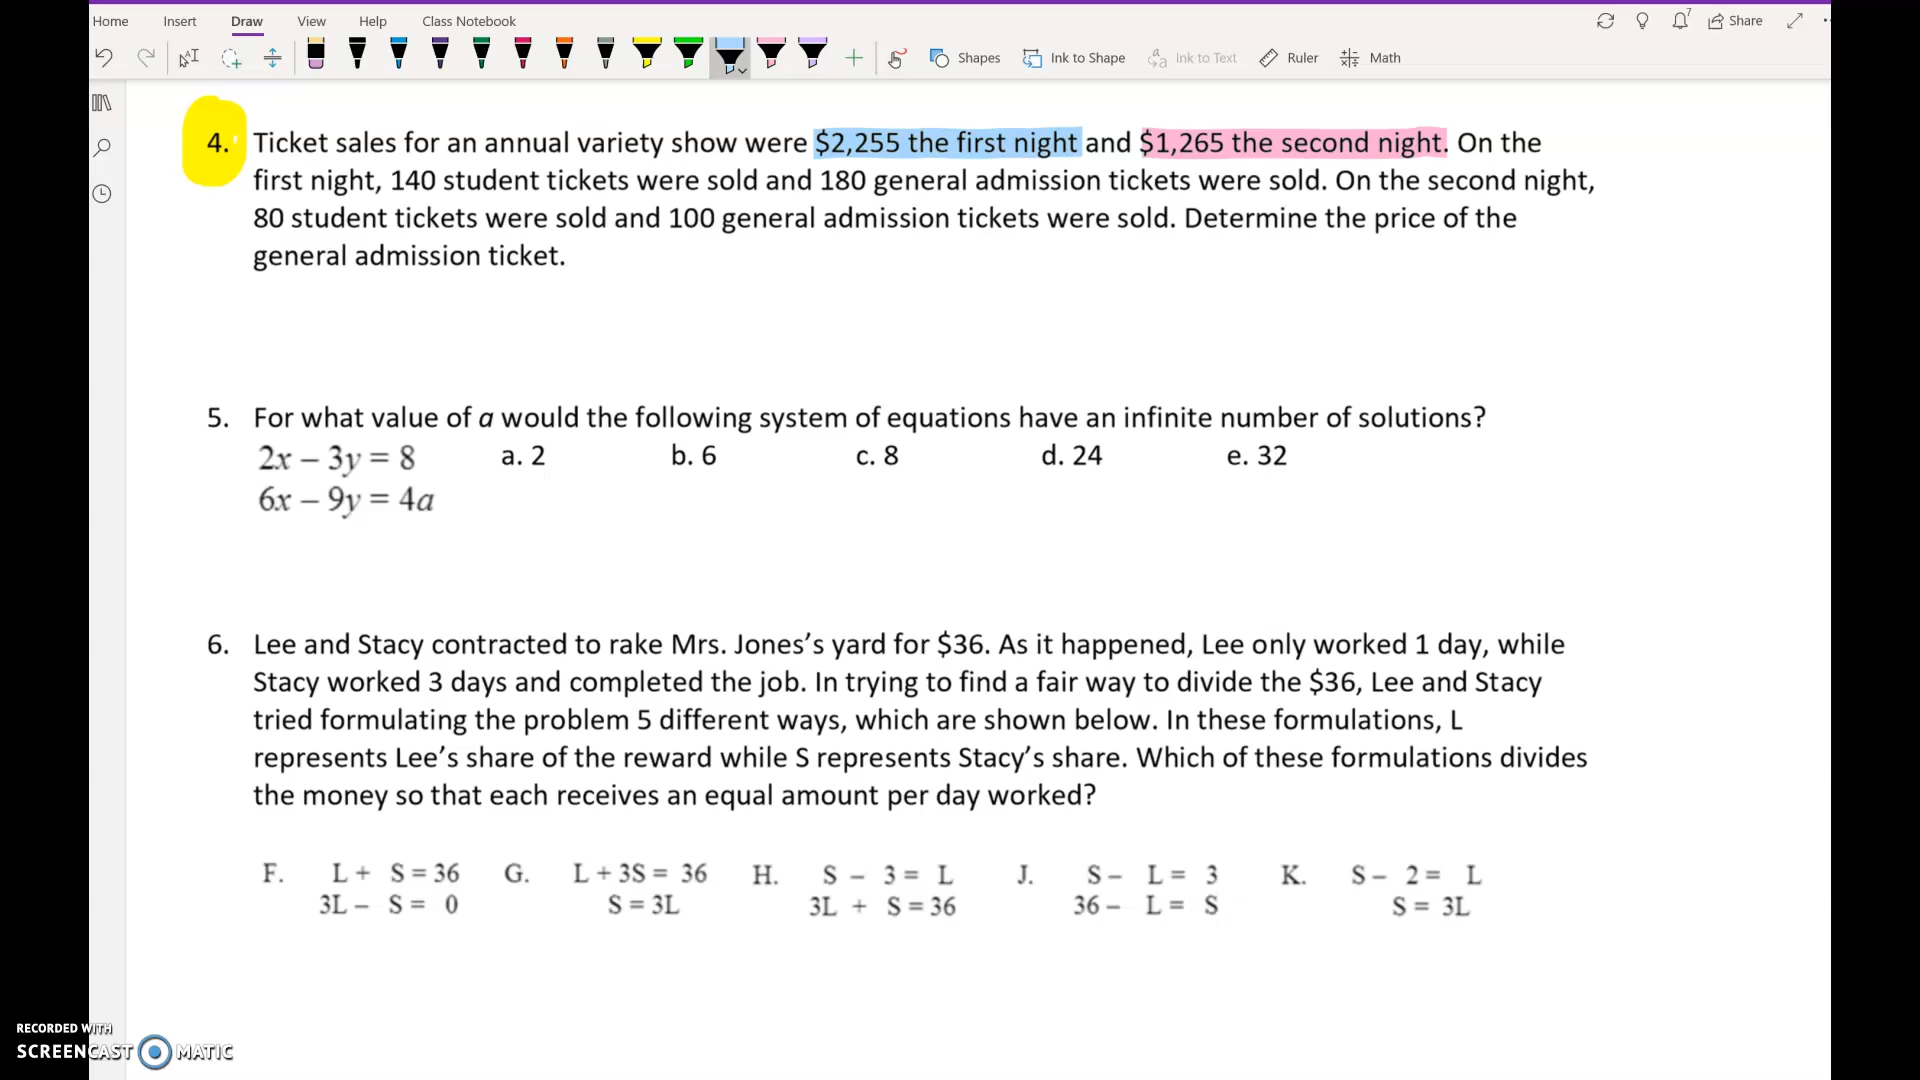 Home Insert Draw View Help Class Notebook
7 Share
Shapes Ink to Shape Ink to Text Ruler Math
4. Ticket sales for an annual variety show were $2,255 the first night and $1,265 the second night. On the
first night, 140 student tickets were sold and 180 general admission tickets were sold. On the second night,
80 student tickets were sold and 100 general admission tickets were sold. Determine the price of the
general admission ticket.
5. For what value of a would the following system of equations have an infinite number of solutions?
2x – 3y = 8 a. 2 b. 6 c. 8 d. 24 e. 32
6x – 9y = 4a
6. Lee and Stacy contracted to rake Mrs. Jones’s yard for $36. As it happened, Lee only worked 1 day, while
Stacy worked 3 days and completed the job. In trying to find a fair way to divide the $36, Lee and Stacy
tried formulating the problem 5 different ways, which are shown below. In these formulations, L
represents Lee’s share of the reward while S represents Stacy’s share. Which of these formulations divides
the money so that each receives an equal amount per day worked?
F. L + S = 36 G. L + 3S = 36 H. S – 3 = L J. S – L = 3 K. S – 2 = L
3L – S = 0 S = 3L 3L + S = 36 36 – L = S S = 3L
RECORDED WITH
SCREENCAST MATIC